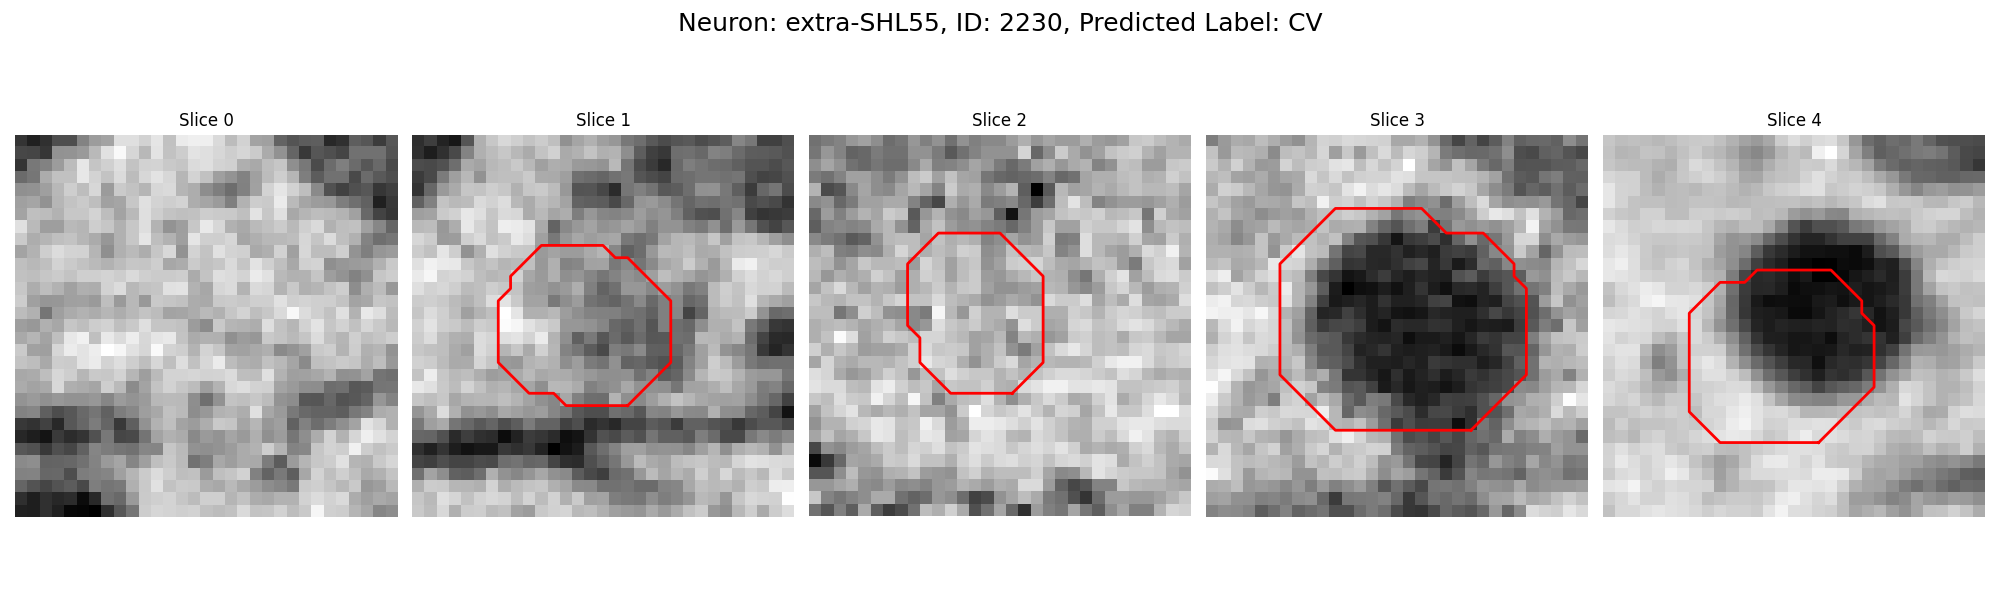 Neuron: extra-SHL55, ID: 2230, Predicted Label: CV
Slice 0
Slice 1
Slice 2
Slice 3
Slice 4